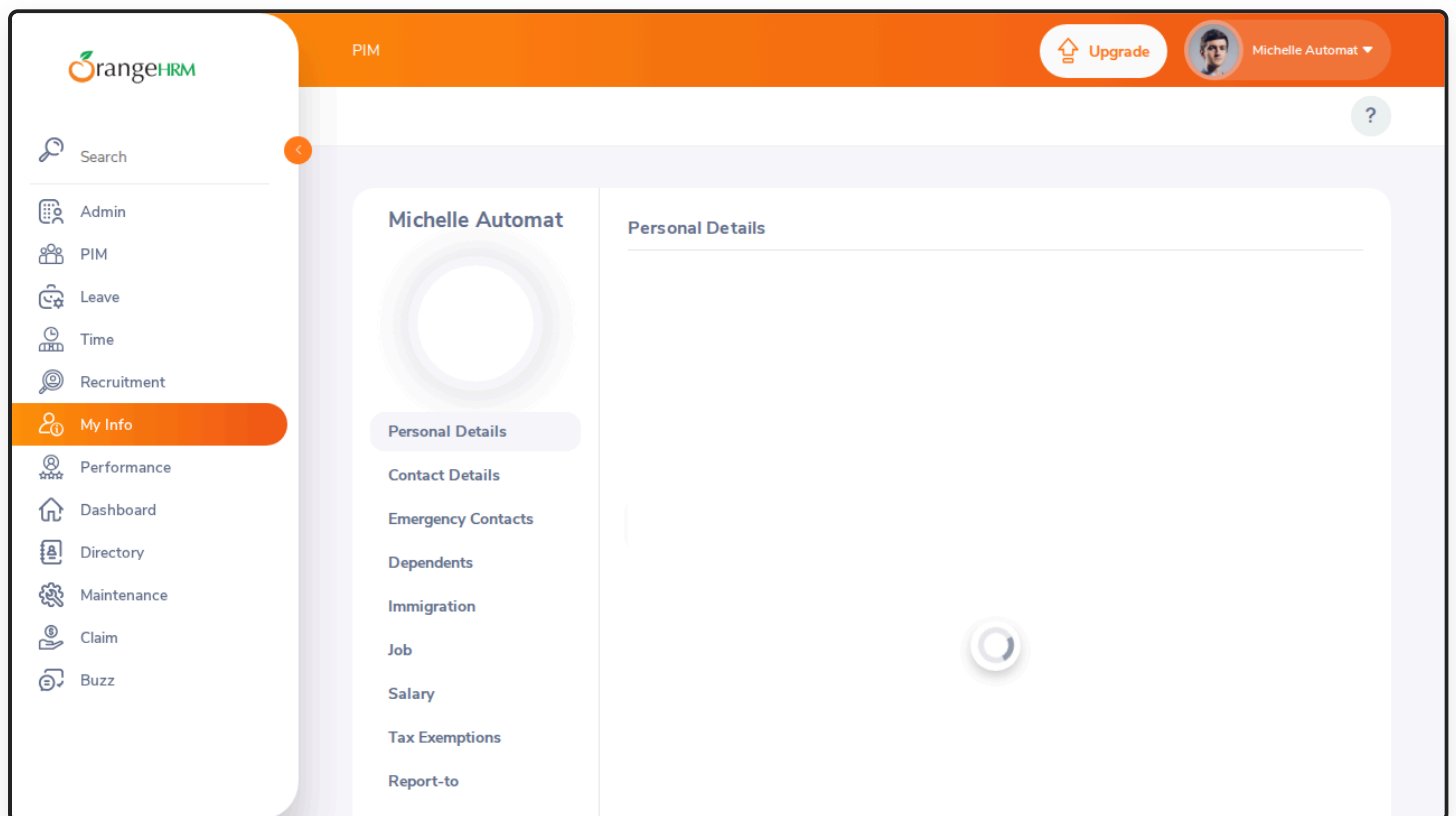 OrangeHRM
PIM
Upgrade
Michelle Automat
?
Search
Admin
PIM
Leave
Time
Recruitment
My Info
Performance
Dashboard
Directory
Maintenance
Claim
Buzz
Michelle Automat
Personal Details
Contact Details
Emergency Contacts
Dependents
Immigration
Job
Salary
Tax Exemptions
Report-to
Personal Details